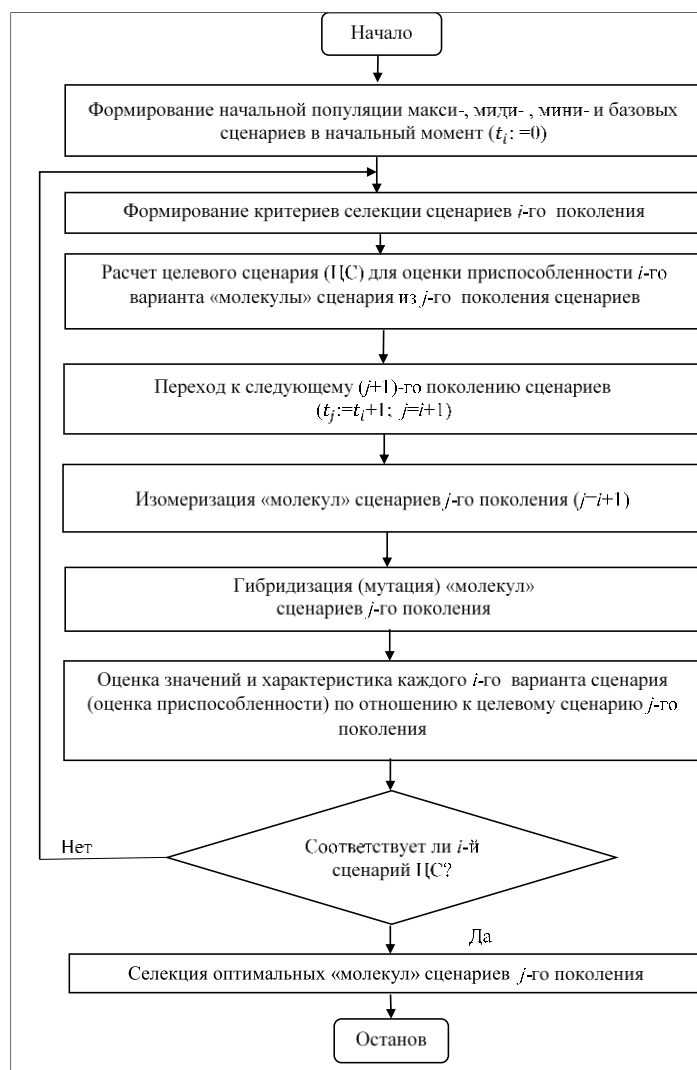 Начало
Формирование начальной популяции макси-, миди- , мини- и базовых
сценариев в начальный момент (tᵢ: =0)
Формирование критериев селекции сценариев i-го поколения
Расчет целевого сценария (ЦС) для оценки приспособленности i-го
варианта «молекулы» сценария из j-го поколения сценариев
Переход к следующему (j+1)-го поколению сценариев
(tⱼ:=tᵢ+1; j=i+1)
Изомеризация «молекул» сценариев j-го поколения (j=i+1)
Гибридизация (мутация) «молекул»
сценариев j-го поколения
Оценка значений и характеристика каждого i-го варианта сценария
(оценка приспособленности) по отношению к целевому сценарию j-го
поколения
Соответствует ли i-й
сценарий ЦС?
Нет
Да
Селекция оптимальных «молекул» сценариев j-го поколения
Останов